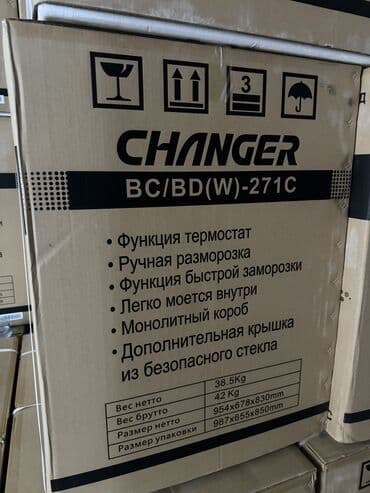 3
CHANGER
BC/BD(W)-271C
• Функция термостат
• Ручная разморозка
• Функция быстрой заморозки
• Легко моется внутри
• Монолитный короб
• Дополнительная крышка
из безопасного стекла
Вес нетто 38.5Kg
Вес брутто 42Kg
Размер нетто 954x678x830mm
Размер упаковки 987x655x850mm